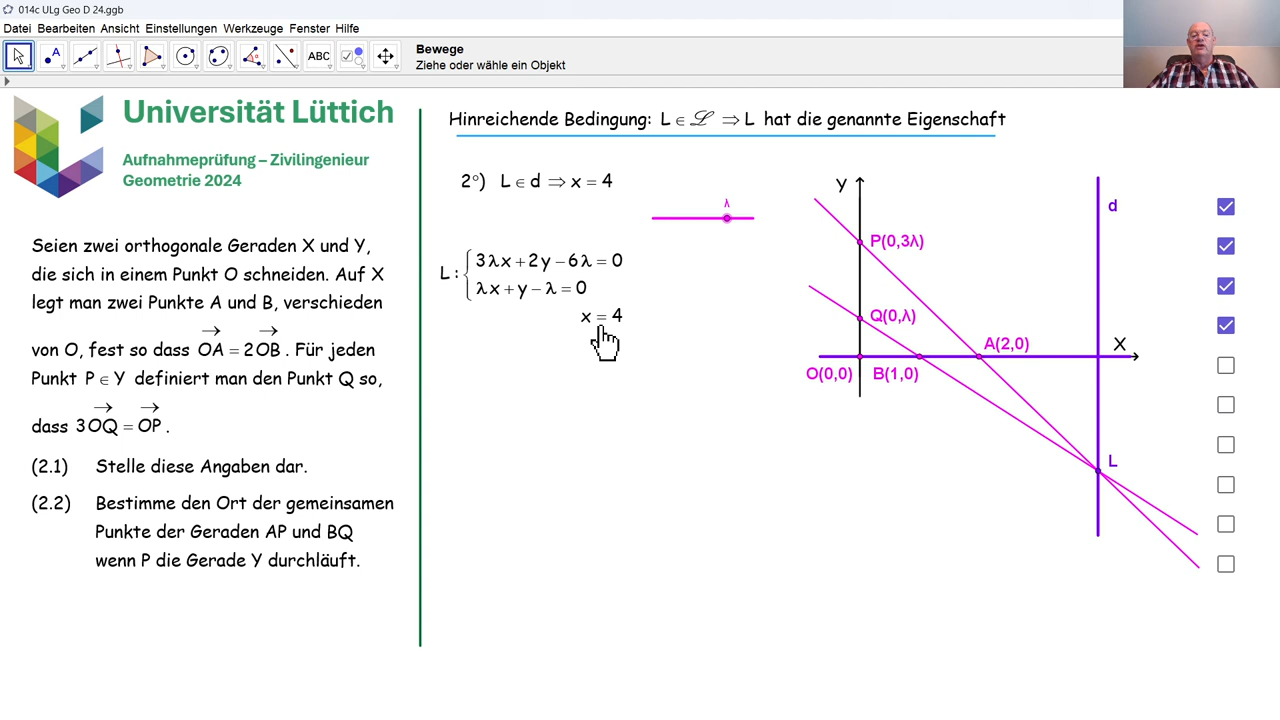 014c ULg Geo D 24.ggb
Datei Bearbeiten Ansicht Einstellungen Werkzeuge Fenster Hilfe
A
ABC
Bewege
Ziehe oder wähle ein Objekt
Universität Lüttich
Aufnahmeprüfung – Zivilingenieur
Geometrie 2024
Seien zwei orthogonale Geraden X und Y,
die sich in einem Punkt O schneiden. Auf X
legt man zwei Punkte A und B, verschieden
von O, fest so dass OA→ = 2OB→. Für jeden
Punkt P ∈ Y definiert man den Punkt Q so,
dass 3OQ→ = OP→.
(2.1) Stelle diese Angaben dar.
(2.2) Bestimme den Ort der gemeinsamen
Punkte der Geraden AP und BQ
wenn P die Gerade Y durchläuft.
Hinreichende Bedingung: L ∈ ℒ ⇒ L hat die genannte Eigenschaft
2°) L ∈ d ⇒ x = 4
λ
L : { 3λx + 2y − 6λ = 0
λx + y − λ = 0
x = 4
Y
d
P(0,3λ)
Q(0,λ)
A(2,0)
X
O(0,0)
B(1,0)
L